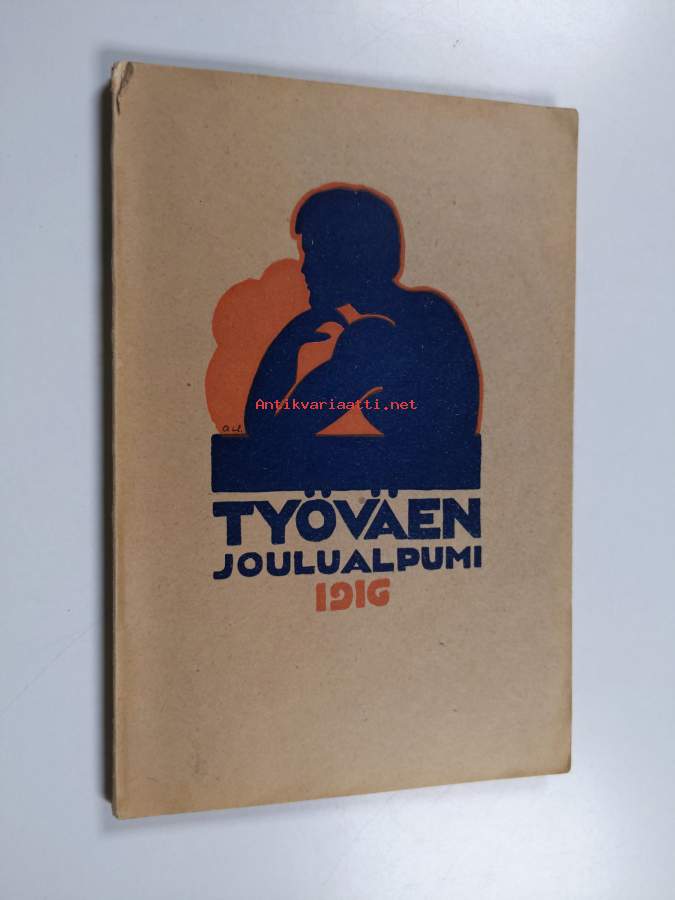 Antikvariaatti.net
TYÖVÄEN
JOULUALPUMI
1916